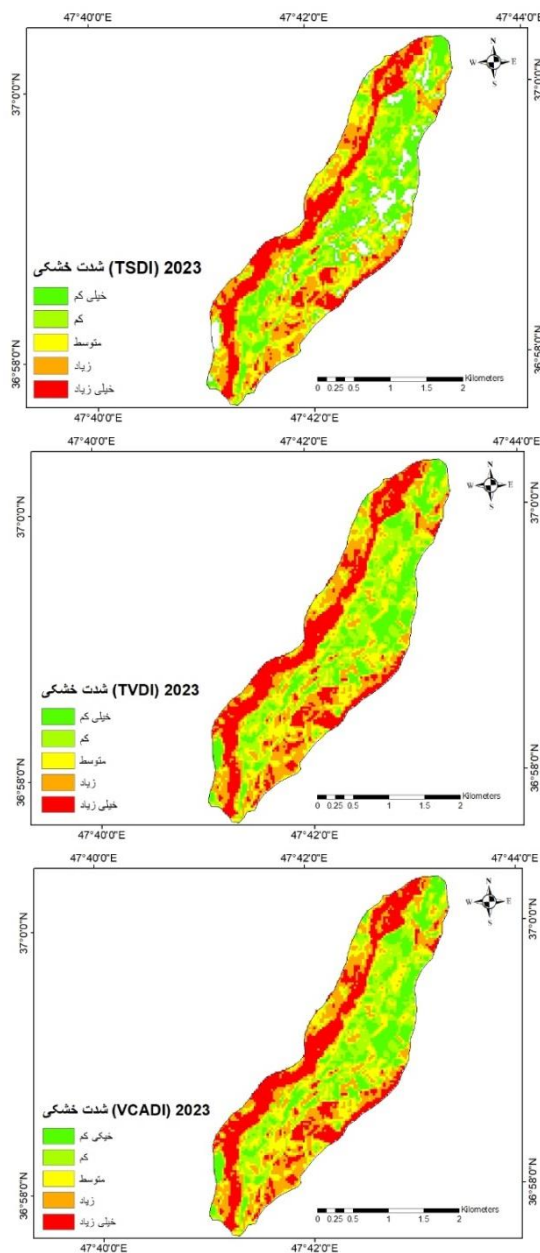 47°40'0"E 47°42'0"E 47°44'0"E
N
W E
S
37°0'0"N 37°0'0"N
شدت خشکی (TSDI) 2023
خیلی کم
کم
متوسط
زیاد
خیلی زیاد
36°58'0"N 36°58'0"N
Kilometers
0 0.25 0.5 1 1.5 2
47°40'0"E 47°42'0"E
47°44'0"E
N
W E
S
37°0'0"N 37°0'0"N
شدت خشکی (TVDI) 2023
خیلی کم
کم
متوسط
زیاد
خیلی زیاد
36°58'0"N 36°58'0"N
Kilometers
0 0.25 0.5 1 1.5 2
47°40'0"E 47°42'0"E
47°40'0"E 47°42'0"E 47°44'0"E
N
W E
S
37°0'0"N 37°0'0"N
شدت خشکی (VCADI) 2023
خیکی کم
کم
متوسط
زیاد
خیلی زیاد
36°58'0"N 36°58'0"N
Kilometers
0 0.25 0.5 1 1.5 2
47°40'0"E 47°42'0"E